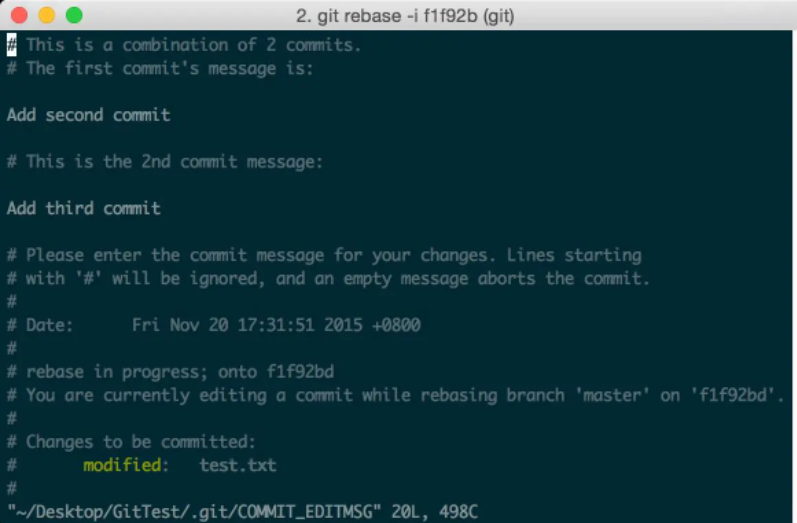 2. git rebase -i f1f92b (git)
# This is a combination of 2 commits.
# The first commit's message is:
Add second commit
# This is the 2nd commit message:
Add third commit
# Please enter the commit message for your changes. Lines starting
# with '#' will be ignored, and an empty message aborts the commit.
#
# Date:      Fri Nov 20 17:31:51 2015 +0800
#
# rebase in progress; onto f1f92bd
# You are currently editing a commit while rebasing branch 'master' on 'f1f92bd'.
#
# Changes to be committed:
#       modified:   test.txt
#
"~/Desktop/GitTest/.git/COMMIT_EDITMSG" 20L, 498C